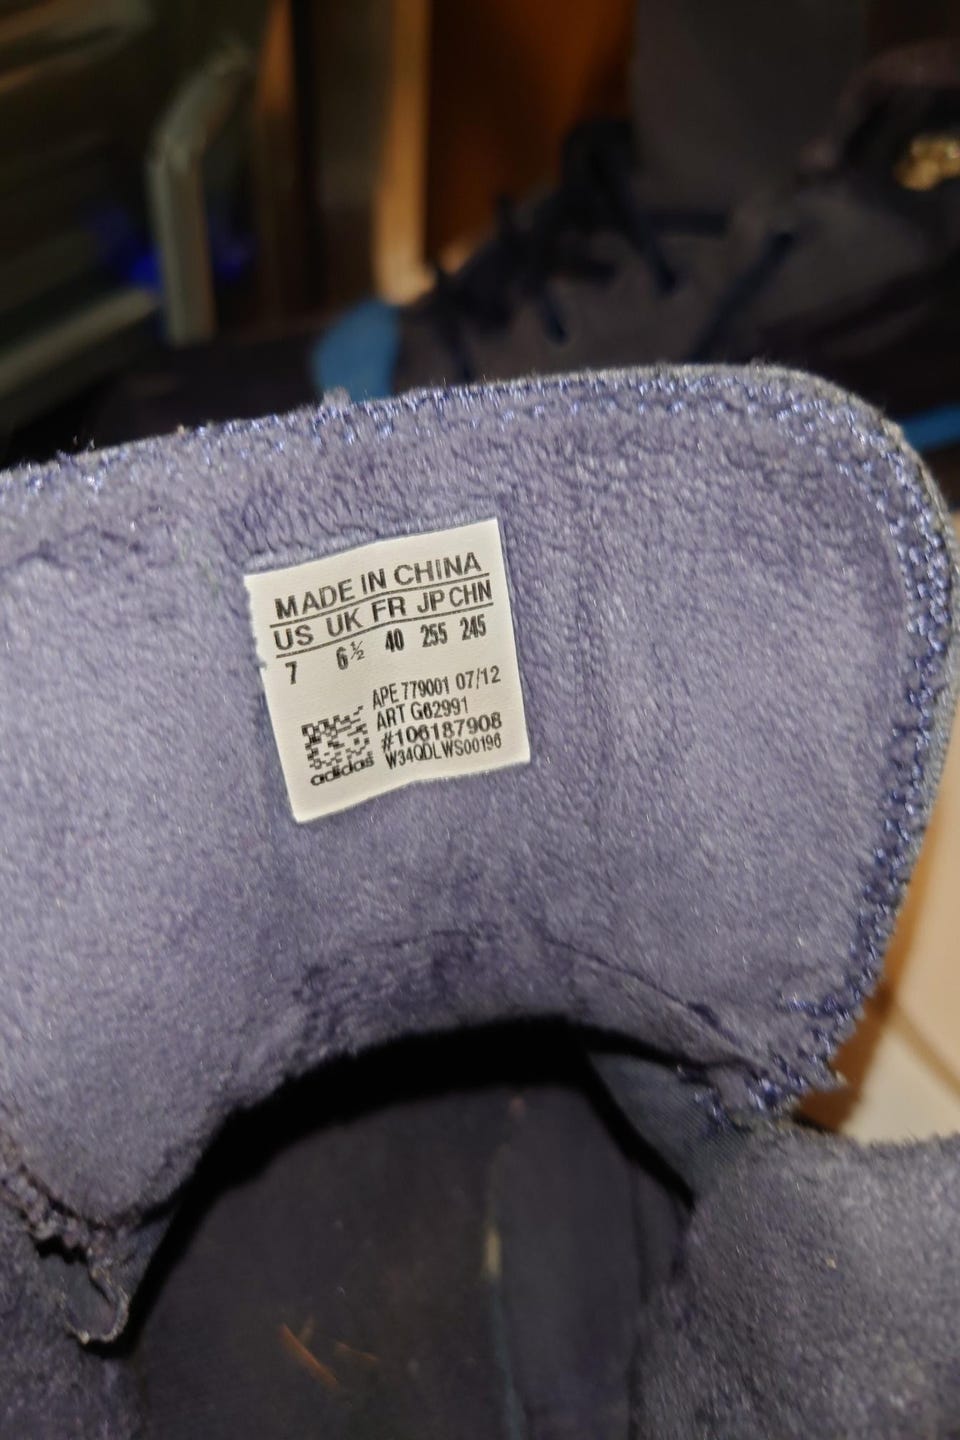 MADE IN CHINA
US UK FR JP CHN
7 6½ 40 255 245
APE 779001 07/12
ART G62991
#106187908
W34QDLWS00196
adidas